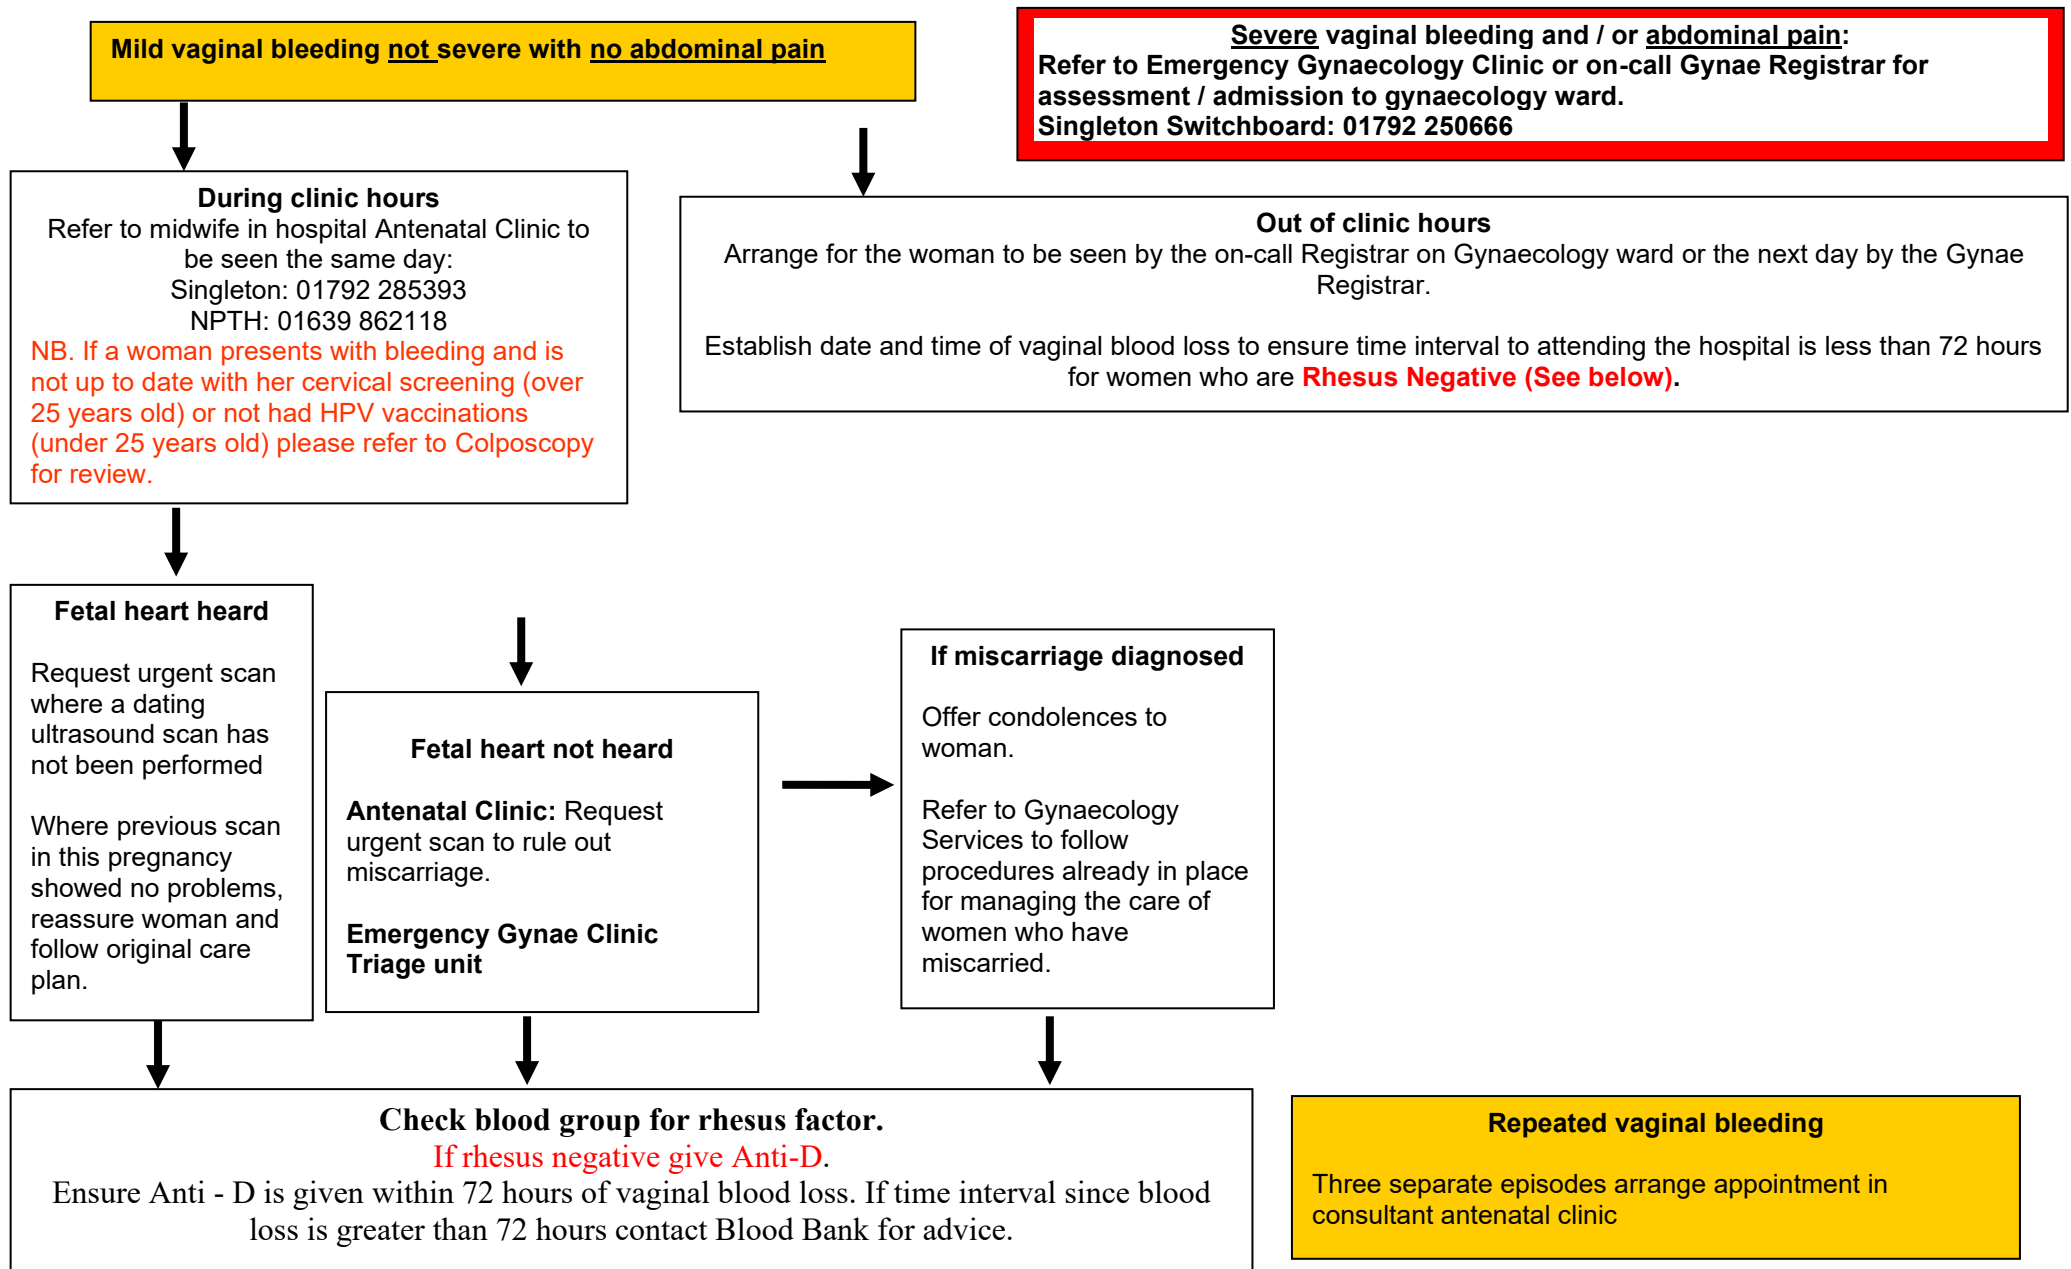 Mild vaginal bleeding not severe with no abdominal pain
Severe vaginal bleeding and / or abdominal pain:
Refer to Emergency Gynaecology Clinic or on-call Gynae Registrar for
assessment / admission to gynaecology ward.
Singleton Switchboard: 01792 250666
During clinic hours
Refer to midwife in hospital Antenatal Clinic to
be seen the same day:
Singleton: 01792 285393
NPTH: 01639 862118
NB. If a woman presents with bleeding and is
not up to date with her cervical screening (over
25 years old) or not had HPV vaccinations
(under 25 years old) please refer to Colposcopy
for review.
Out of clinic hours
Arrange for the woman to be seen by the on-call Registrar on Gynaecology ward or the next day by the Gynae
Registrar.
Establish date and time of vaginal blood loss to ensure time interval to attending the hospital is less than 72 hours
for women who are Rhesus Negative (See below).
Fetal heart heard
Request urgent scan
where a dating
ultrasound scan has
not been performed
Where previous scan
in this pregnancy
showed no problems,
reassure woman and
follow original care
plan.
Fetal heart not heard
Antenatal Clinic: Request
urgent scan to rule out
miscarriage.
Emergency Gynae Clinic
Triage unit
If miscarriage diagnosed
Offer condolences to
woman.
Refer to Gynaecology
Services to follow
procedures already in place
for managing the care of
women who have
miscarried.
Check blood group for rhesus factor.
If rhesus negative give Anti-D.
Ensure Anti - D is given within 72 hours of vaginal blood loss. If time interval since blood
loss is greater than 72 hours contact Blood Bank for advice.
Repeated vaginal bleeding
Three separate episodes arrange appointment in
consultant antenatal clinic